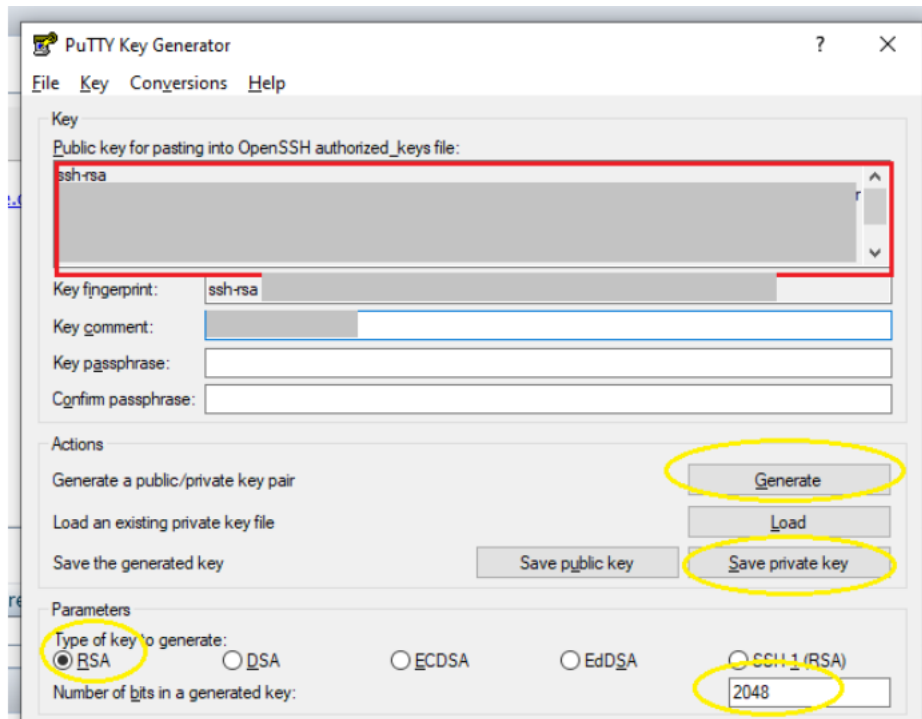 PuTTY Key Generator ? ×
File Key Conversions Help
Key
Public key for pasting into OpenSSH authorized_keys file:
ssh-rsa
r
Key fingerprint: ssh-rsa
Key comment:
Key passphrase:
Confirm passphrase:
Actions
Generate a public/private key pair Generate
Load an existing private key file Load
Save the generated key Save public key Save private key
Parameters
Type of key to generate:
RSA DSA ECDSA EdDSA SSH-1 (RSA)
Number of bits in a generated key: 2048